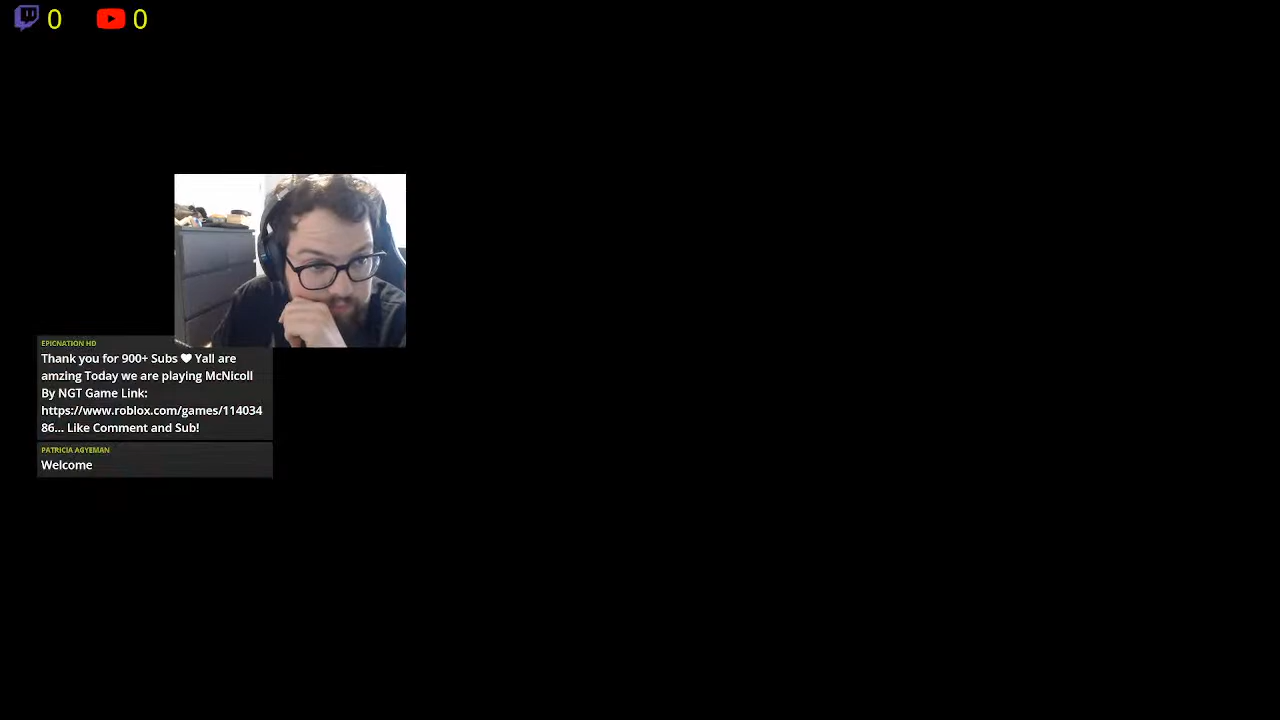 0 0
EPICNATION HD
Thank you for 900+ Subs 🤍 Yall are
amzing Today we are playing McNicoll
By NGT Game Link:
https://www.roblox.com/games/114034
86... Like Comment and Sub!
PATRICIA AGYEMAN
Welcome